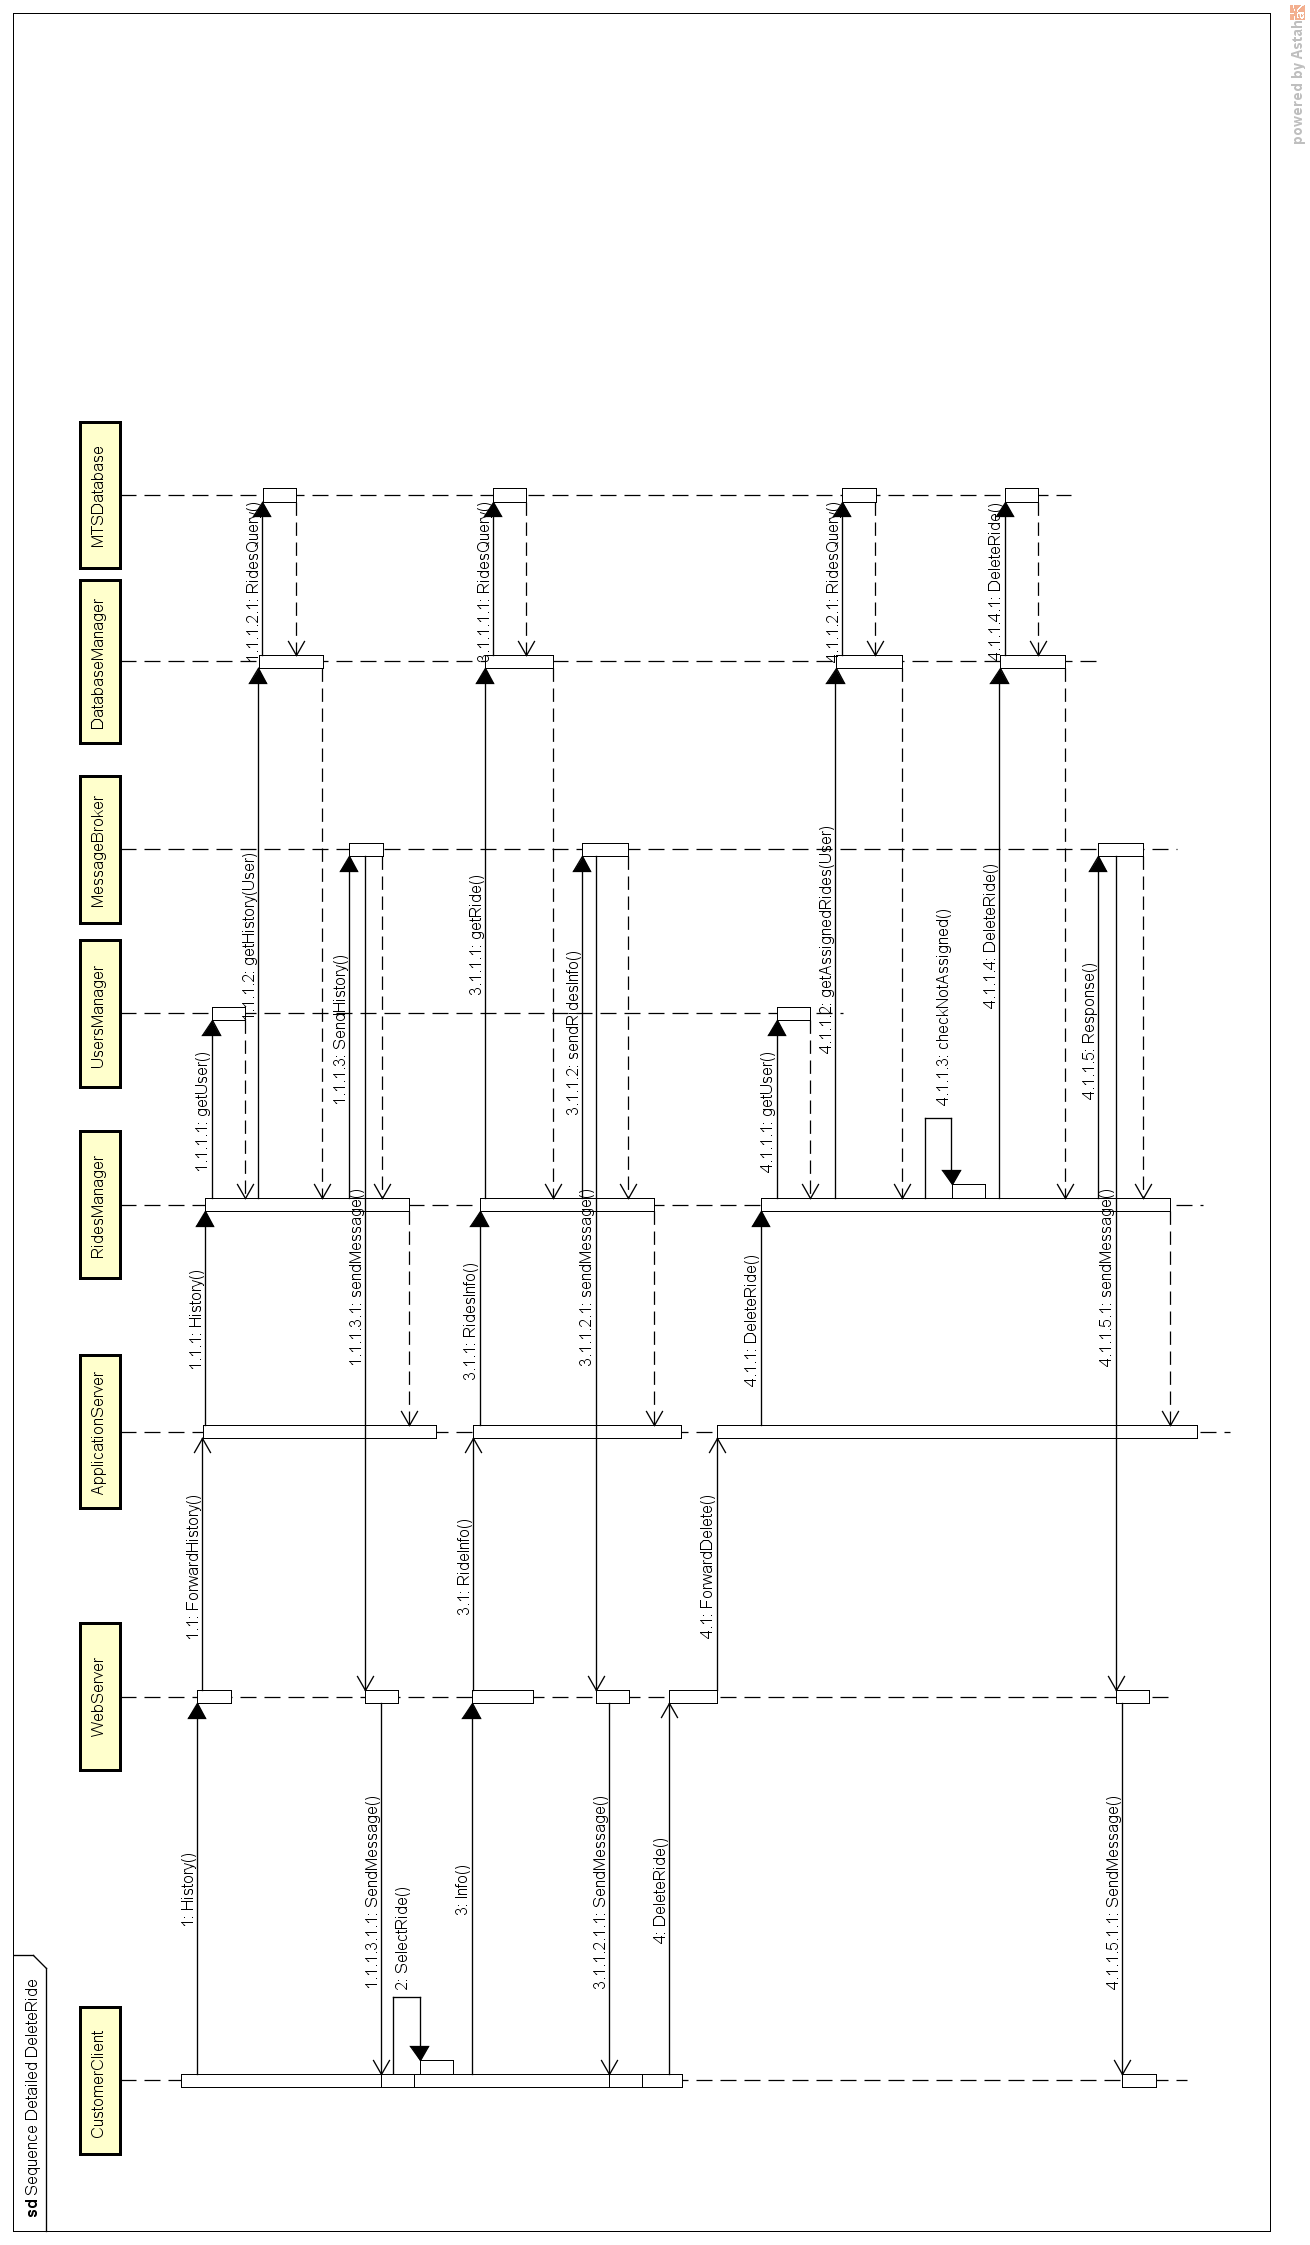 sd Sequence Detailed DeleteRide
CustomerClient
WebServer
ApplicationServer
RidesManager
UsersManager
MessageBroker
DatabaseManager
MTSDatabase
1: History()
1.1: ForwardHistory()
1.1.1: History()
1.1.1.1: getUser()
1.1.1.2: getHistory(User)
1.1.1.2.1: RidesQuery()
1.1.1.3: SendHistory()
1.1.1.3.1: sendMessage()
1.1.1.3.1.1: SendMessage()
2: SelectRide()
3: Info()
3.1: RideInfo()
3.1.1: RidesInfo()
3.1.1.1: getRide()
3.1.1.1.1: RidesQuery()
3.1.1.2: sendRidesInfo()
3.1.1.2.1: sendMessage()
3.1.1.2.1.1: SendMessage()
4: DeleteRide()
4.1: ForwardDelete()
4.1.1: DeleteRide()
4.1.1.1: getUser()
4.1.1.2: getAssignedRides(User)
4.1.1.2.1: RidesQuery()
4.1.1.3: checkNotAssigned()
4.1.1.4: DeleteRide()
4.1.1.4.1: DeleteRide()
4.1.1.5: Response()
4.1.1.5.1: sendMessage()
4.1.1.5.1.1: SendMessage()
powered by Astah